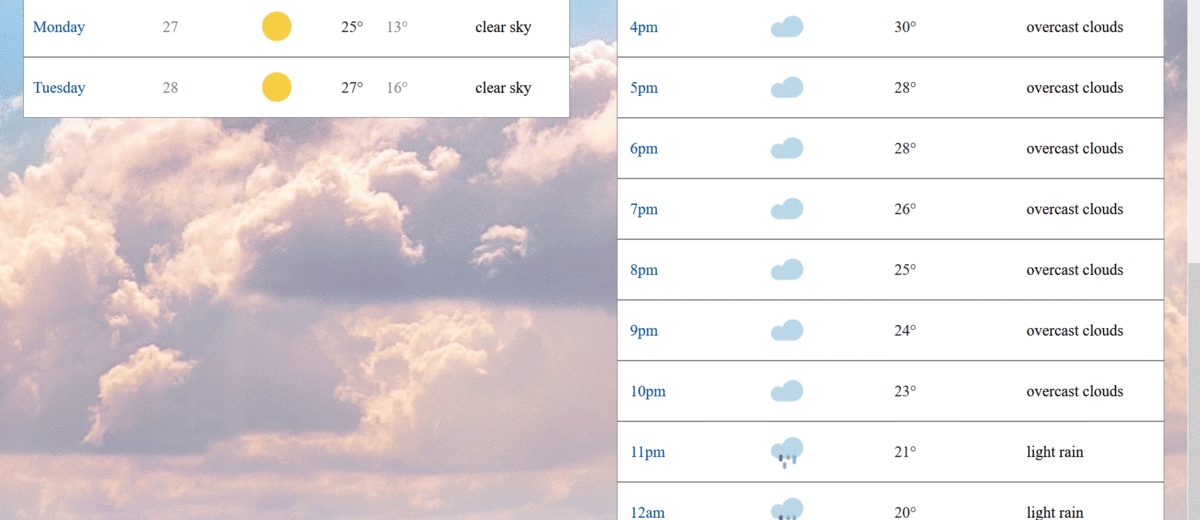 Monday 27 25° 13° clear sky
Tuesday 28 27° 16° clear sky
4pm 30° overcast clouds
5pm 28° overcast clouds
6pm 28° overcast clouds
7pm 26° overcast clouds
8pm 25° overcast clouds
9pm 24° overcast clouds
10pm 23° overcast clouds
11pm 21° light rain
12am 20° light rain